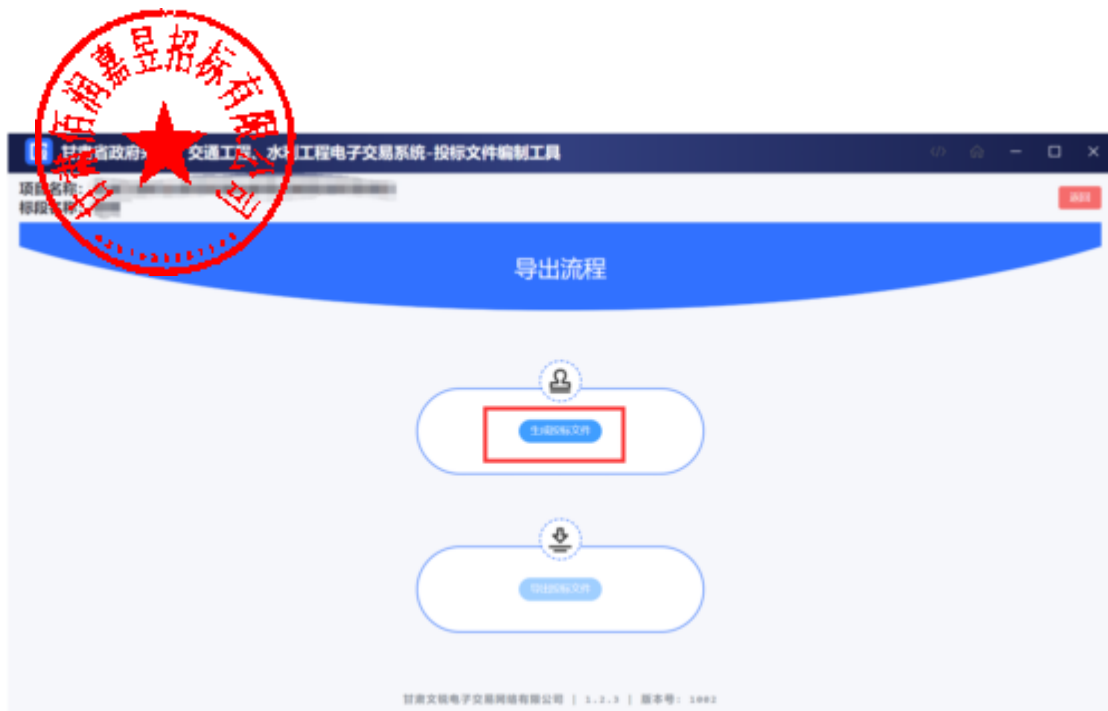 甘肃佰润嘉昱招标有限公司
甘肃省政府采 交通工程、水利工程电子交易系统-投标文件编制工具
项目名称:
标段名称:
返回
导出流程
生成投标文件
导出投标文件
甘肃文锐电子交易网络有限公司 | 1.2.3 | 版本号: 1002